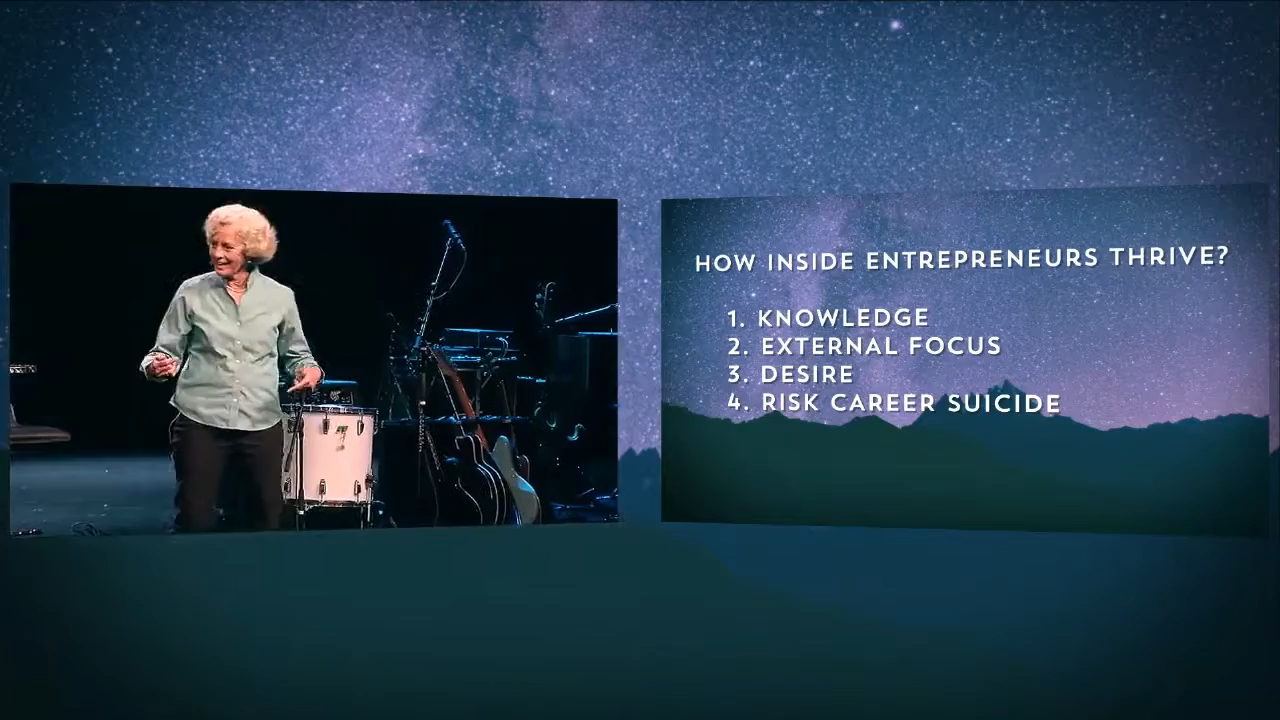 HOW INSIDE ENTREPRENEURS THRIVE?
1. KNOWLEDGE
2. EXTERNAL FOCUS
3. DESIRE
4. RISK CAREER SUICIDE